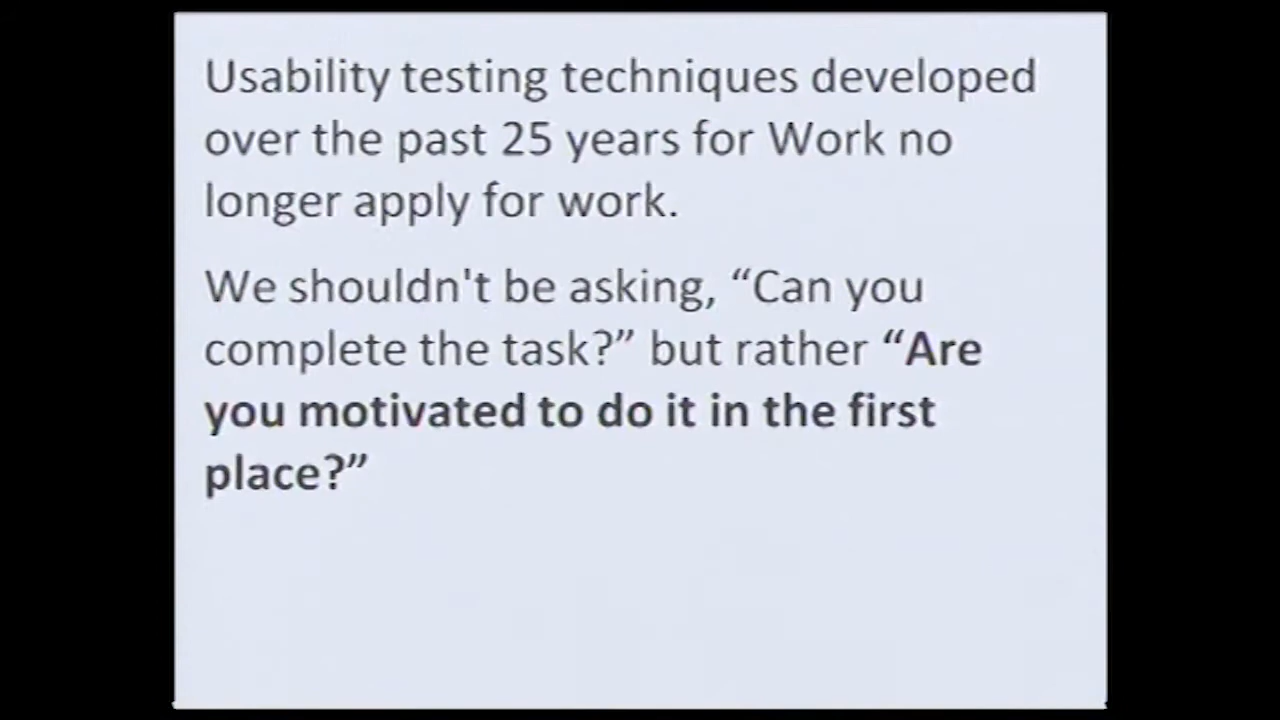 Usability testing techniques developed
over the past 25 years for Work no
longer apply for work.
We shouldn't be asking, “Can you
complete the task?” but rather “Are
you motivated to do it in the first
place?”